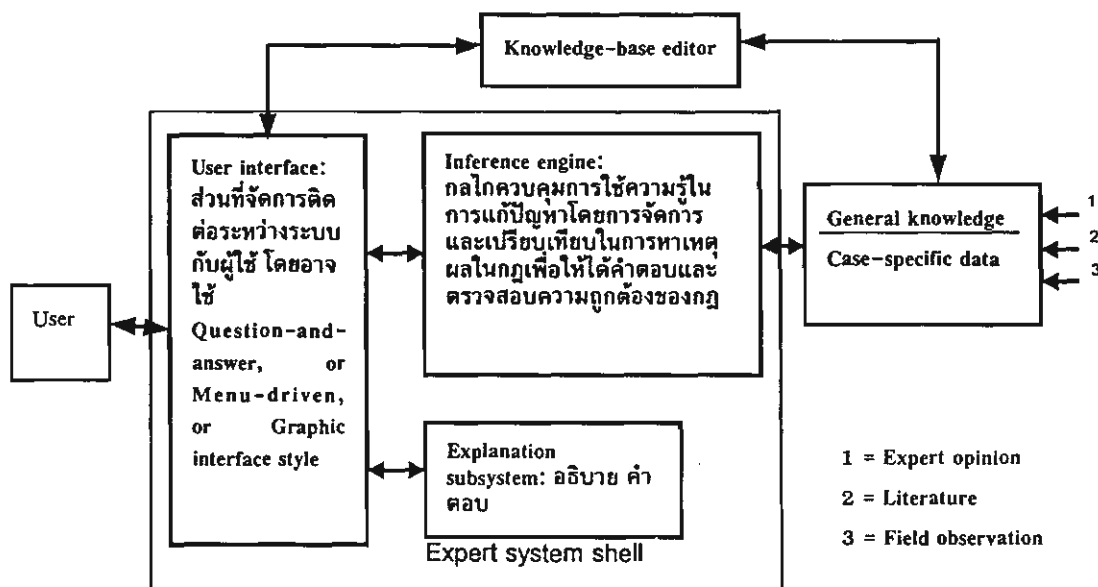 Knowledge-base editor
User interface:
ส่วนที่จัดการติด
ต่อระหว่างระบบ
กับผู้ใช้ โดยอาจ
ใช้
Question-and-
answer, or
Menu-driven,
or Graphic
interface style
Inference engine:
กลไกควบคุมการใช้ความรู้ใน
การแก้ปัญหาโดยการจัดการ
และเปรียบเทียบในการหาเหตุ
ผลในกฎเพื่อให้ได้คำตอบและ
ตรวจสอบความถูกต้องของกฎ
General knowledge
Case-specific data
1
2
3
User
Explanation
subsystem: อธิบาย คำ
ตอบ
Expert system shell
1 = Expert opinion
2 = Literature
3 = Field observation